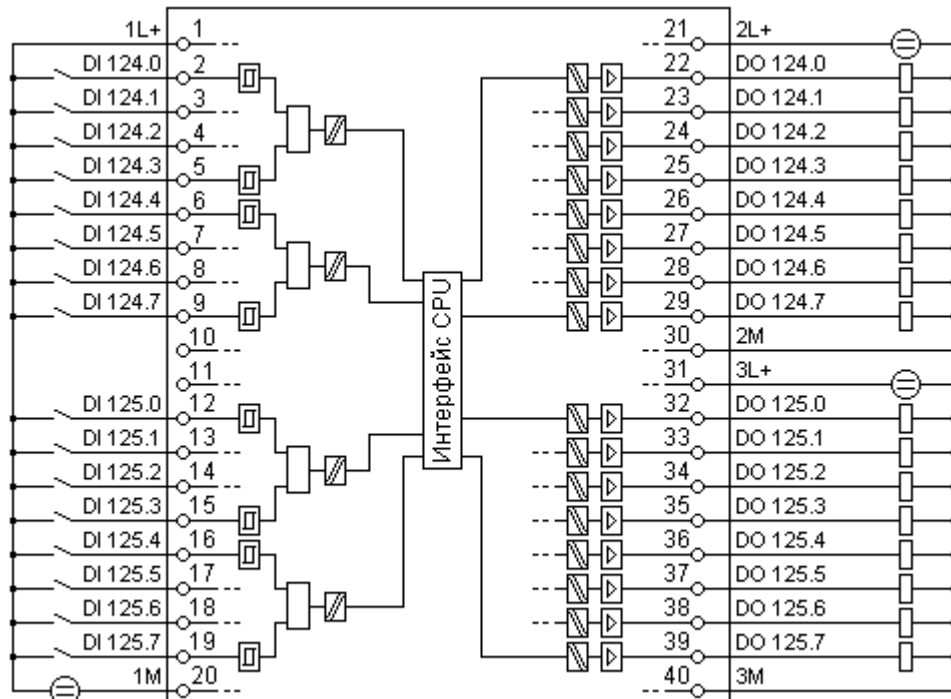 1L+ 1 21 2L+
DI 124.0 2 22 DO 124.0
DI 124.1 3 23 DO 124.1
DI 124.2 4 24 DO 124.2
DI 124.3 5 25 DO 124.3
DI 124.4 6 26 DO 124.4
DI 124.5 7 27 DO 124.5
DI 124.6 8 28 DO 124.6
DI 124.7 9 29 DO 124.7
10 30 2M
11 31 3L+
DI 125.0 12 32 DO 125.0
DI 125.1 13 33 DO 125.1
DI 125.2 14 34 DO 125.2
DI 125.3 15 35 DO 125.3
DI 125.4 16 36 DO 125.4
DI 125.5 17 37 DO 125.5
DI 125.6 18 38 DO 125.6
DI 125.7 19 39 DO 125.7
1M 20 40 3M
Интерфейс CPU